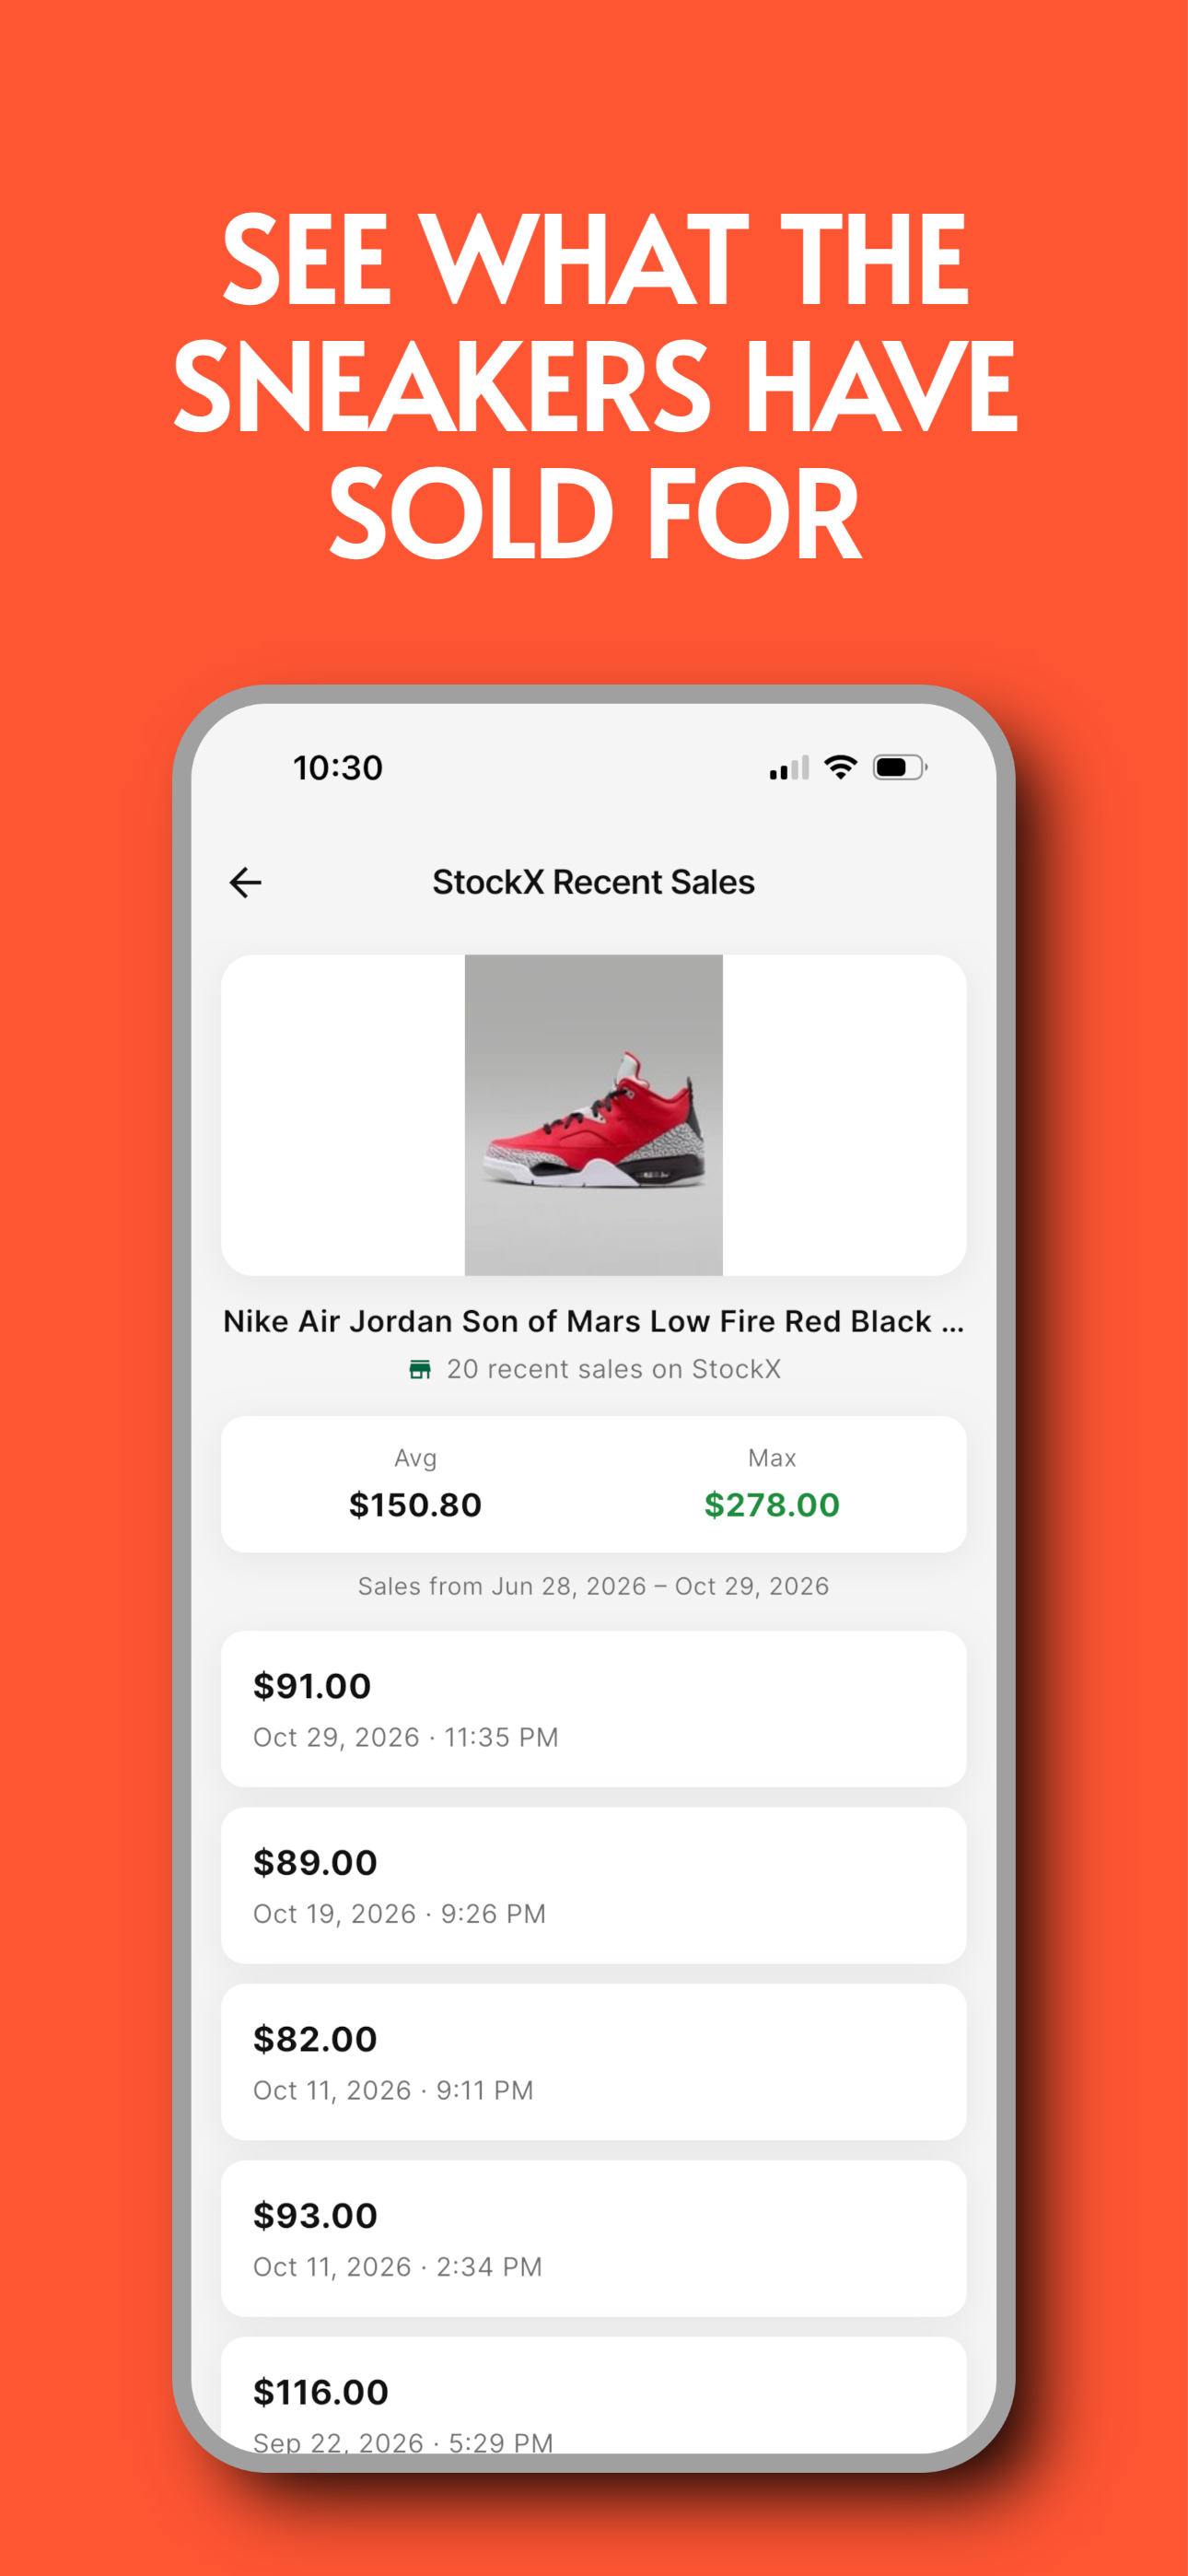 SEE WHAT THE
SNEAKERS HAVE
SOLD FOR
10:30
StockX Recent Sales
Nike Air Jordan Son of Mars Low Fire Red Black ...
20 recent sales on StockX
Avg Max
$150.80 $278.00
Sales from Jun 28, 2026 – Oct 29, 2026
$91.00
Oct 29, 2026 · 11:35 PM
$89.00
Oct 19, 2026 · 9:26 PM
$82.00
Oct 11, 2026 · 9:11 PM
$93.00
Oct 11, 2026 · 2:34 PM
$116.00
Sep 22, 2026 · 5:29 PM